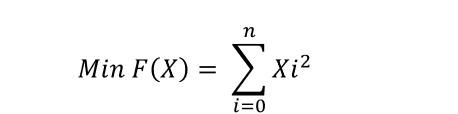 n
Min F(X) = ∑ Xi²
i=0